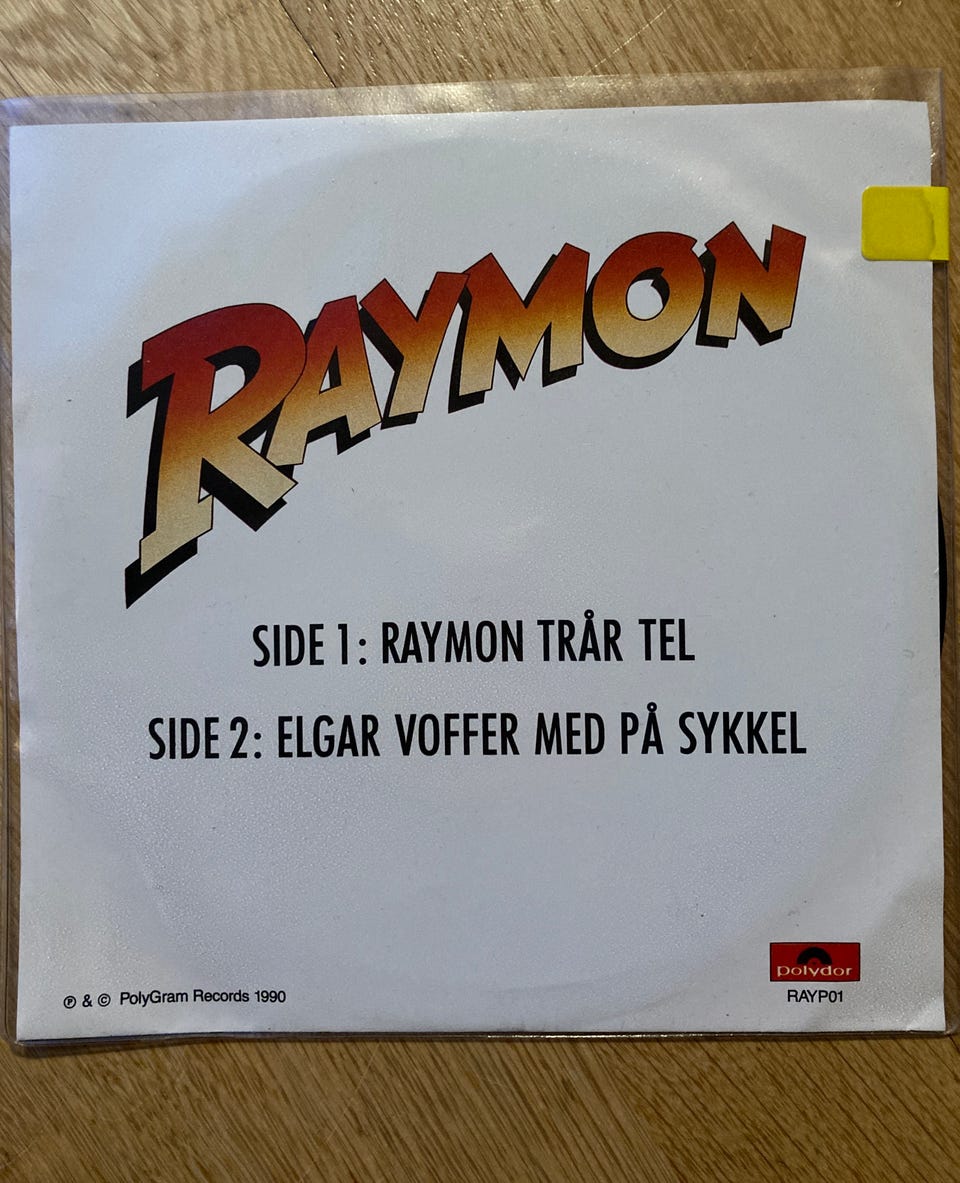 RAYMON
SIDE 1: RAYMON TRÅR TEL
SIDE 2: ELGAR VOFFER MED PÅ SYKKEL
polydor
℗ & © PolyGram Records 1990
RAYP01